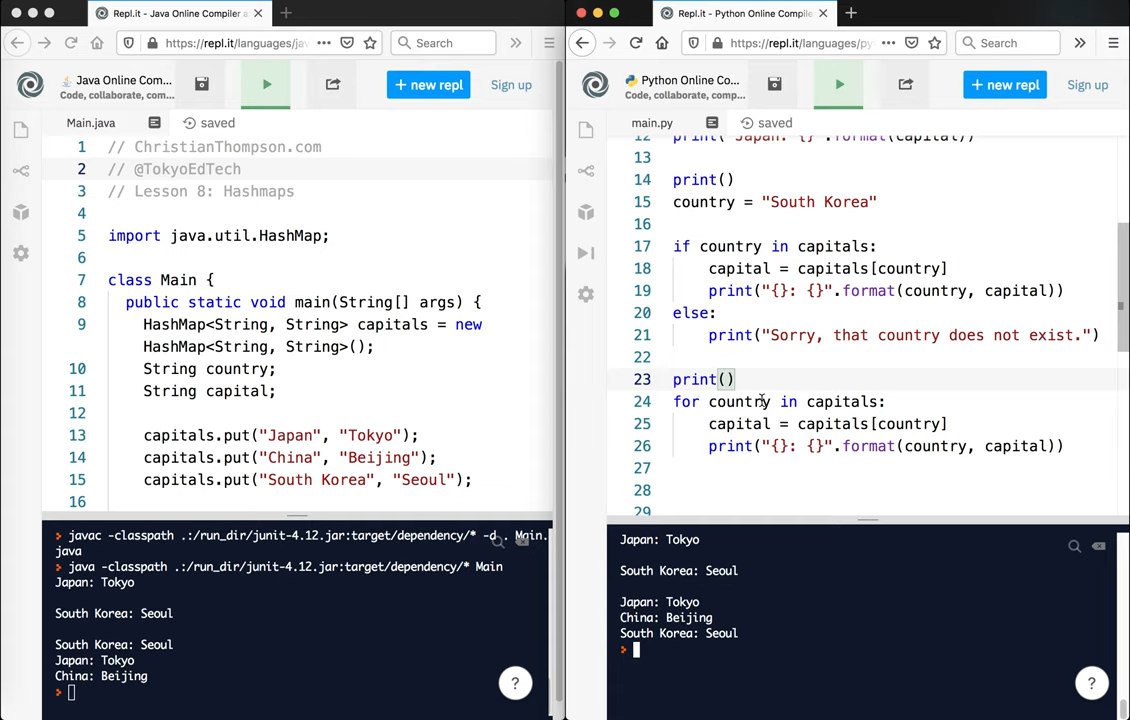 Repl.it - Java Online Compiler a
https://repl.it/languages/jav
Search
Java Online Com...
Code, collaborate, com...
+ new repl
Sign up
Main.java
saved
1 // ChristianThompson.com
2 // @TokyoEdTech
3 // Lesson 8: Hashmaps
4
5 import java.util.HashMap;
6
7 class Main {
8 public static void main(String[] args) {
9 HashMap<String, String> capitals = new
HashMap<String, String>();
10 String country;
11 String capital;
12
13 capitals.put("Japan", "Tokyo");
14 capitals.put("China", "Beijing");
15 capitals.put("South Korea", "Seoul");
16
> javac -classpath .:/run_dir/junit-4.12.jar:target/dependency/* -d . Main.
java
> java -classpath .:/run_dir/junit-4.12.jar:target/dependency/* Main
Japan: Tokyo
South Korea: Seoul
South Korea: Seoul
Japan: Tokyo
China: Beijing
>
?
Repl.it - Python Online Compile
https://repl.it/languages/py
Search
Python Online Co...
Code, collaborate, comp...
+ new repl
Sign up
main.py
saved
12 print("Japan: {}".format(capital))
13
14 print()
15 country = "South Korea"
16
17 if country in capitals:
18 capital = capitals[country]
19 print("{}: {}".format(country, capital))
20 else:
21 print("Sorry, that country does not exist.")
22
23 print()
24 for country in capitals:
25 capital = capitals[country]
26 print("{}: {}".format(country, capital))
27
28
29
Japan: Tokyo
South Korea: Seoul
Japan: Tokyo
China: Beijing
South Korea: Seoul
>
?